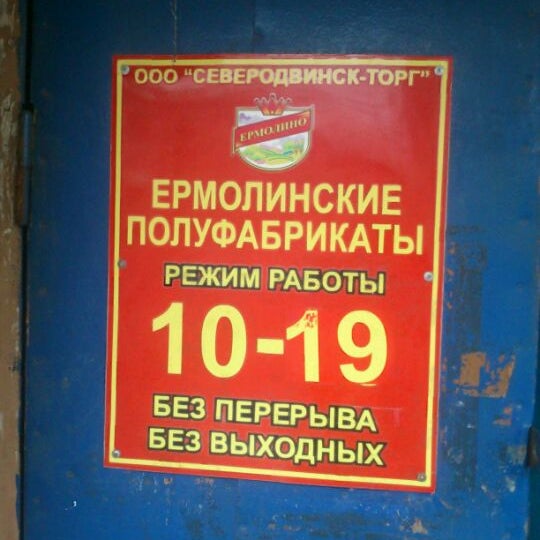 ООО "СЕВЕРОДВИНСК-ТОРГ"
ЕРМОЛИНО
ЕРМОЛИНСКИЕ
ПОЛУФАБРИКАТЫ
РЕЖИМ РАБОТЫ
10-19
БЕЗ ПЕРЕРЫВА
БЕЗ ВЫХОДНЫХ